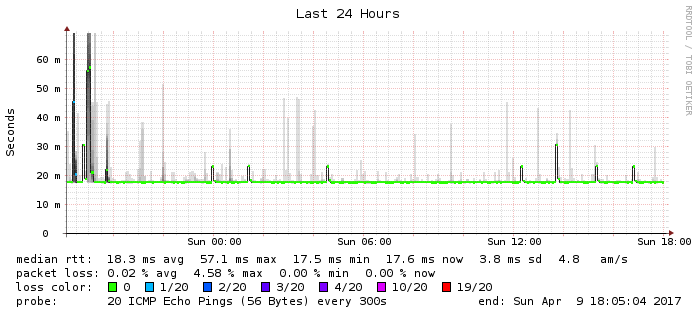 Last 24 Hours
RRDTOOL / TOBI OETIKER
Seconds
60 m
50 m
40 m
30 m
20 m
10 m
0
Sun 00:00 Sun 06:00 Sun 12:00 Sun 18:00
median rtt: 18.3 ms avg 57.1 ms max 17.5 ms min 17.6 ms now 3.8 ms sd 4.8 am/s
packet loss: 0.02 % avg 4.58 % max 0.00 % min 0.00 % now
loss color: 0 1/20 2/20 3/20 4/20 10/20 19/20
probe: 20 ICMP Echo Pings (56 Bytes) every 300s end: Sun Apr 9 18:05:04 2017